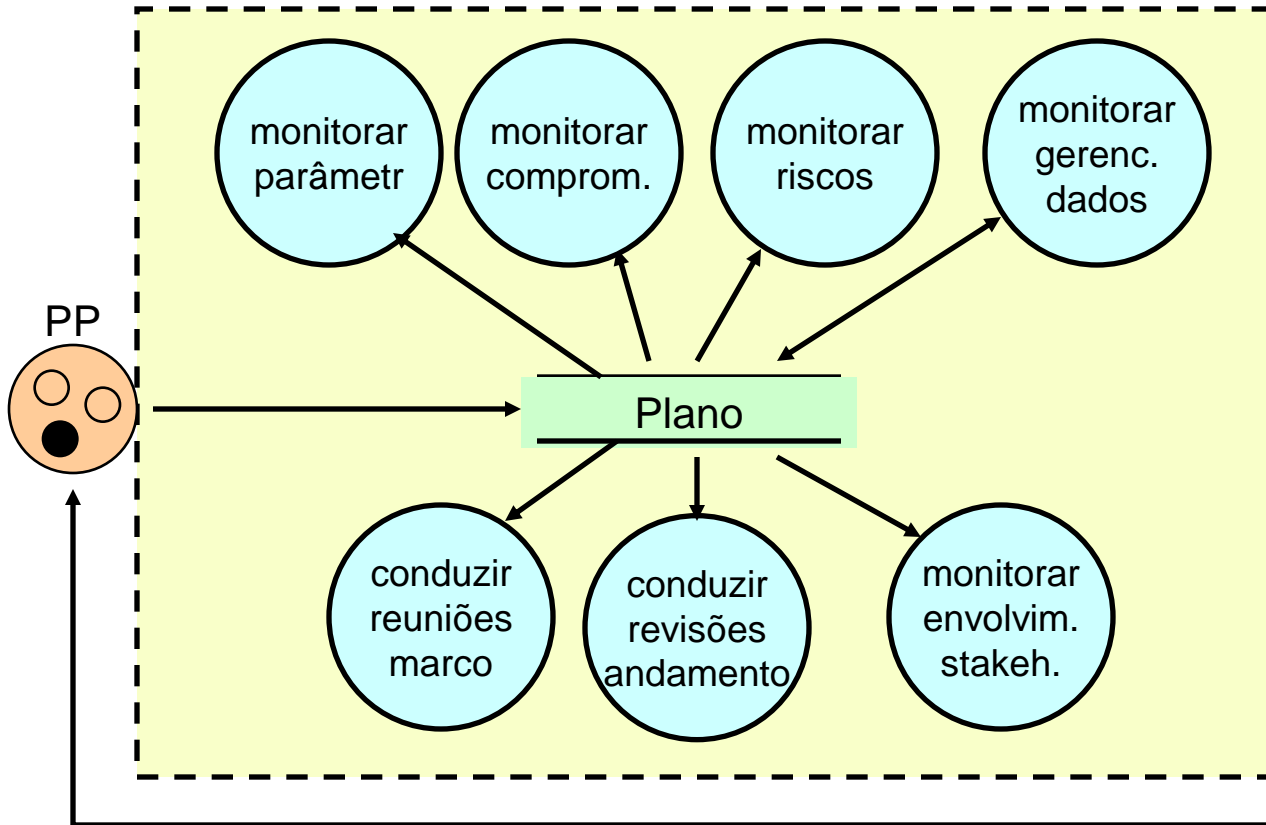 monitorar
parâmetr
monitorar
comprom.
monitorar
riscos
monitorar
gerenc.
dados
PP
Plano
conduzir
reuniões
marco
conduzir
revisões
andamento
monitorar
envolvim.
stakeh.